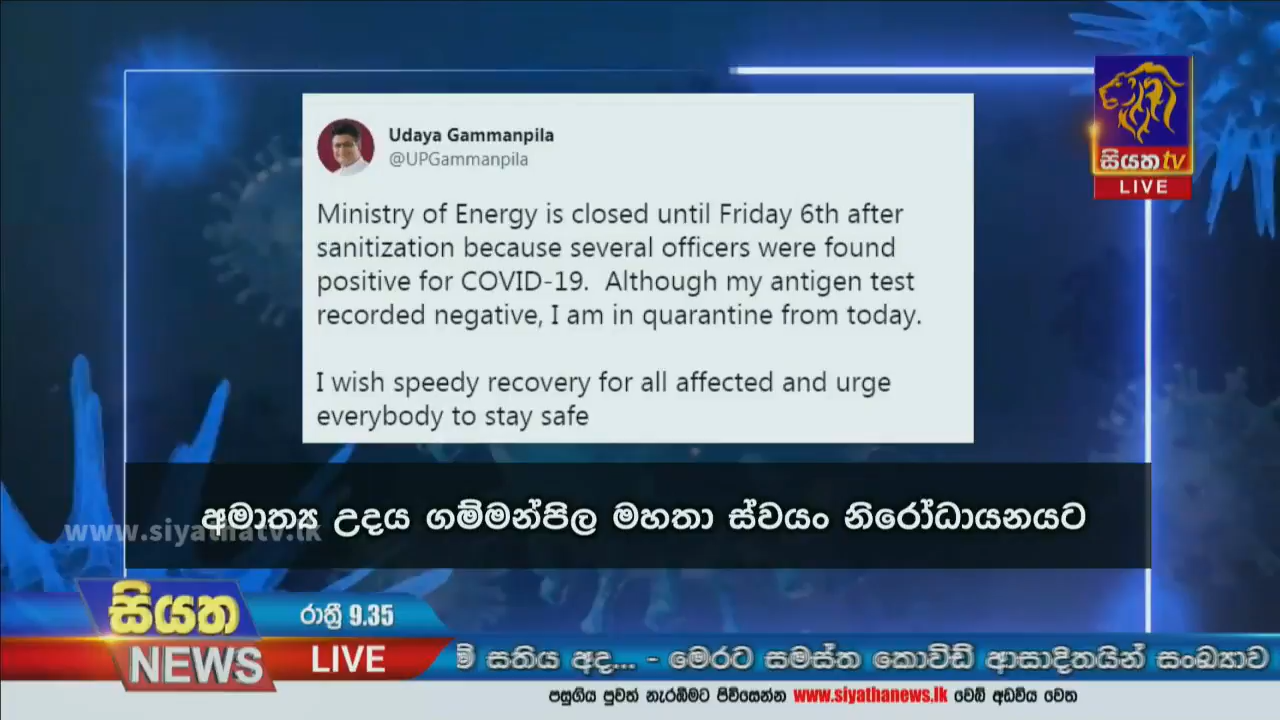 සියත tv
LIVE
Udaya Gammanpila
@UPGammanpila
Ministry of Energy is closed until Friday 6th after
sanitization because several officers were found
positive for COVID-19.  Although my antigen test
recorded negative, I am in quarantine from today.
I wish speedy recovery for all affected and urge
everybody to stay safe
අමාත්‍ය උදය ගම්මන්පිල මහතා ස්වයං නිරෝධායනයට
www.siyathatv.lk
සියත
රාත්‍රී 9.35
NEWS
LIVE
ම් සතිය අද... - මෙරට සමස්ත කොවිඩ් ආසාදිතයින් සංඛ්‍යාව
පසුගිය පුවත් නැරඹීමට පිවිසෙන්න www.siyathanews.lk වෙබ් අඩවිය වෙත